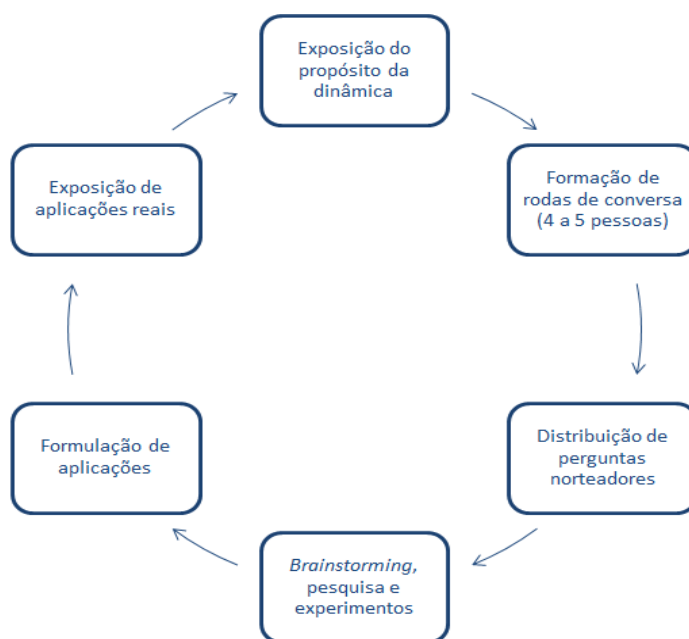 Exposição do
propósito da
dinâmica
Formação de
rodas de conversa
(4 a 5 pessoas)
Distribuição de
perguntas
norteadores
Brainstorming,
pesquisa e
experimentos
Formulação de
aplicações
Exposição de
aplicações reais